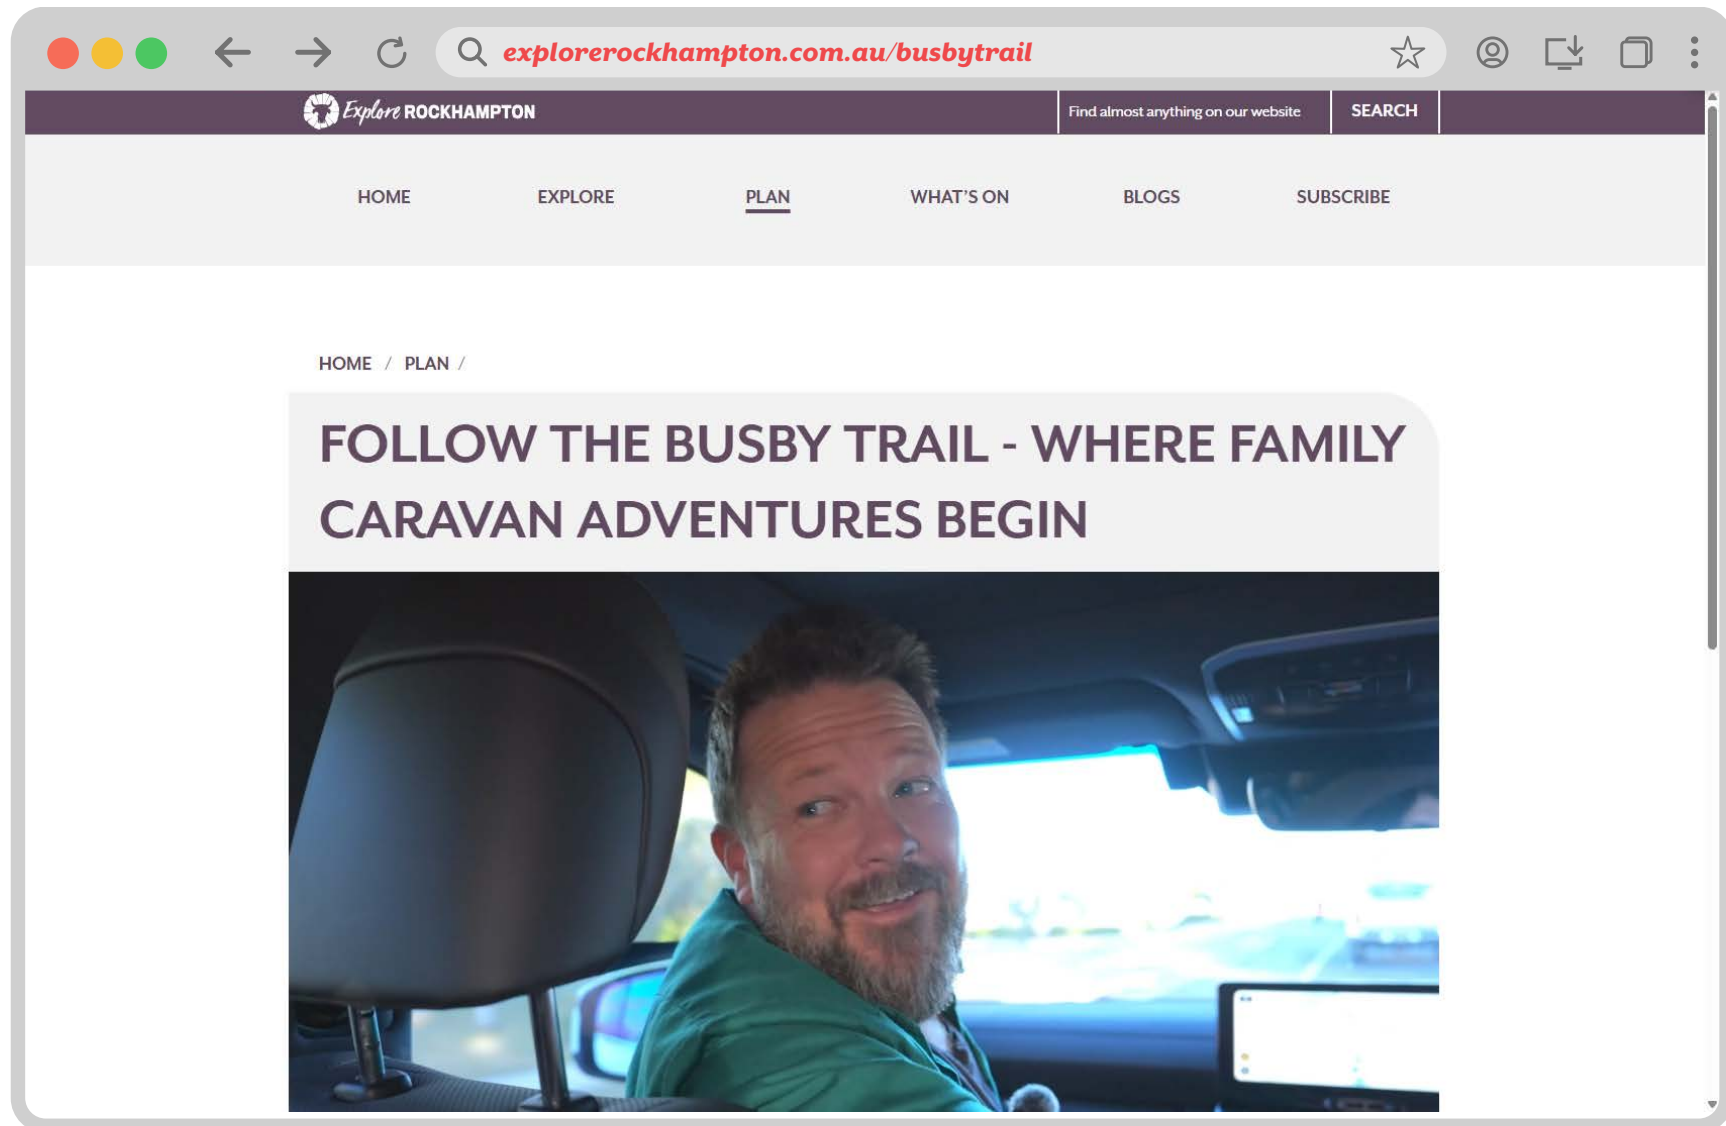 explorerockhampton.com.au/busbytrail
Explore ROCKHAMPTON
Find almost anything on our website
SEARCH
HOME
EXPLORE
PLAN
WHAT'S ON
BLOGS
SUBSCRIBE
HOME / PLAN /
FOLLOW THE BUSBY TRAIL - WHERE FAMILY
CARAVAN ADVENTURES BEGIN